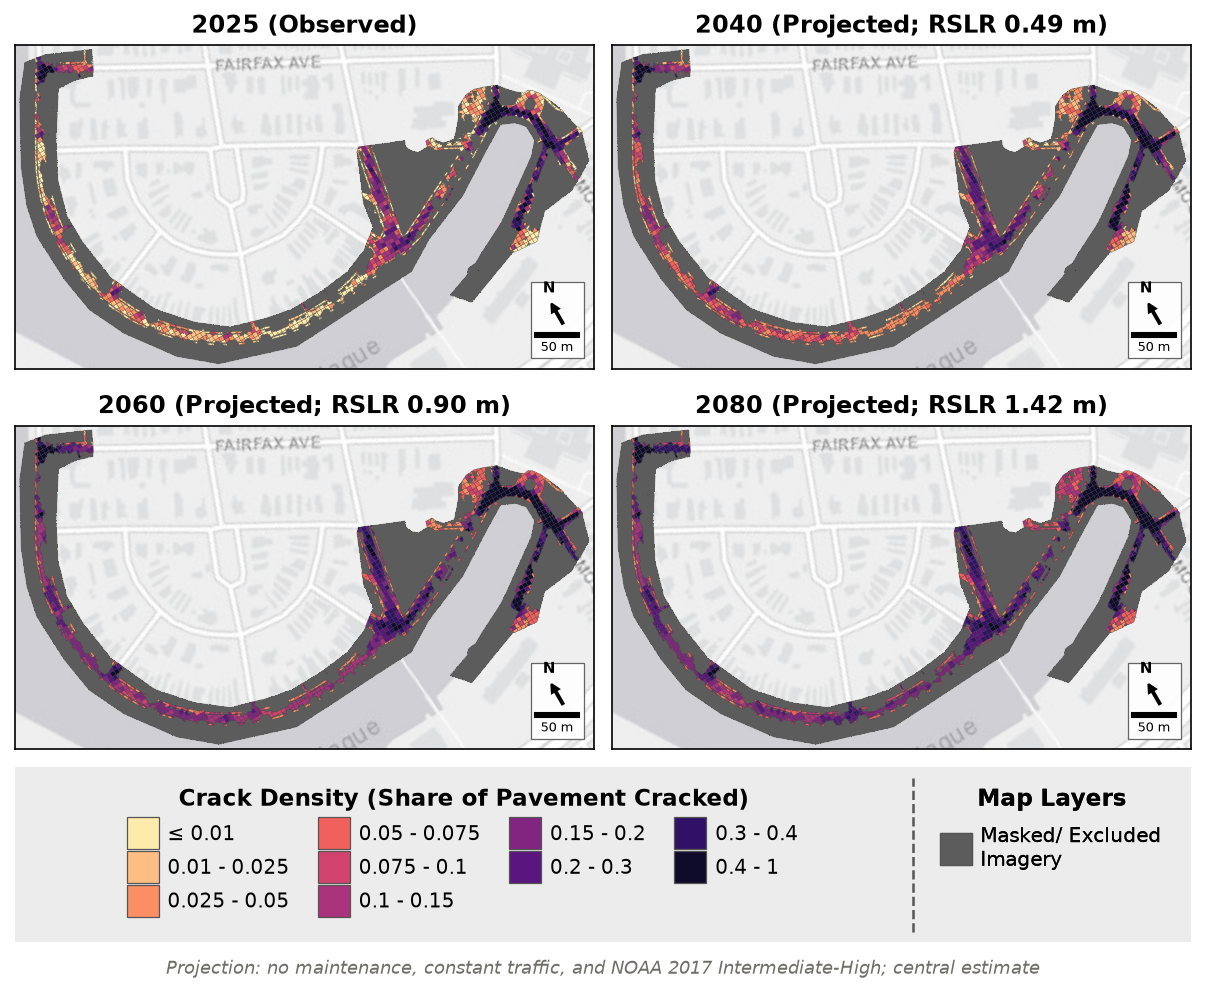 2025 (Observed)
FAIRFAX AVE
N
50 m
2040 (Projected; RSLR 0.49 m)
FAIRFAX AVE
N
50 m
2060 (Projected; RSLR 0.90 m)
FAIRFAX AVE
N
50 m
2080 (Projected; RSLR 1.42 m)
FAIRFAX AVE
N
50 m
Crack Density (Share of Pavement Cracked)
≤ 0.01
0.01 - 0.025
0.025 - 0.05
0.05 - 0.075
0.075 - 0.1
0.1 - 0.15
0.15 - 0.2
0.2 - 0.3
0.3 - 0.4
0.4 - 1
Map Layers
Masked/ Excluded
Imagery
Projection: no maintenance, constant traffic, and NOAA 2017 Intermediate-High; central estimate